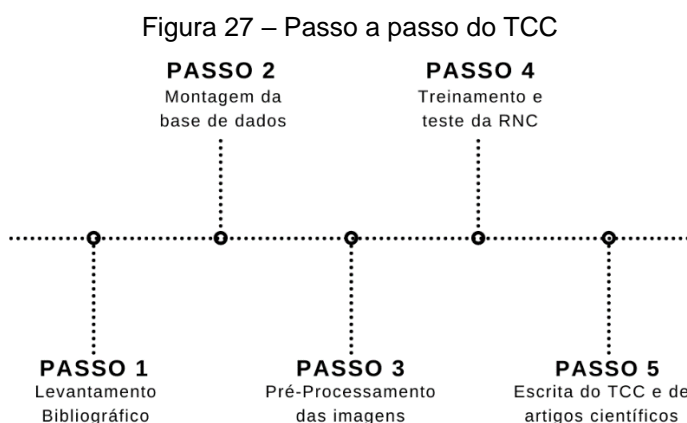 Figura 27 – Passo a passo do TCC
PASSO 2
Montagem da
base de dados
PASSO 4
Treinamento e
teste da RNC
PASSO 1
Levantamento
Bibliográfico
PASSO 3
Pré-Processamento
das imagens
PASSO 5
Escrita do TCC e de
artigos científicos